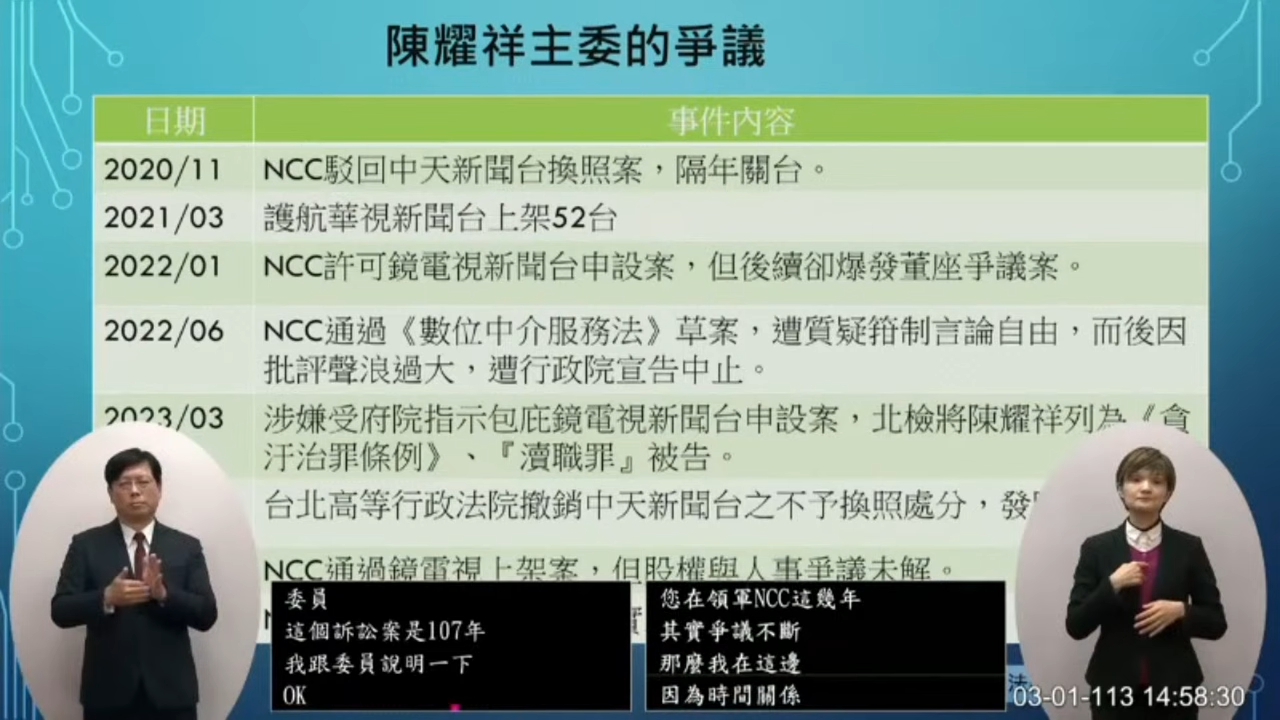 陳耀祥主委的爭議
日期 事件內容
2020/11 NCC駁回中天新聞台換照案，隔年關台。
2021/03 護航華視新聞台上架52台
2022/01 NCC許可鏡電視新聞台申設案，但後續卻爆發董座爭議案。
2022/06 NCC通過《數位中介服務法》草案，遭質疑箝制言論自由，而後因
批評聲浪過大，遭行政院宣告中止。
2023/03 涉嫌受府院指示包庇鏡電視新聞台申設案，北檢將陳耀祥列為《貪
汙治罪條例》、『瀆職罪』被告。
台北高等行政法院撤銷中天新聞台之不予換照處分，發
NCC通過鏡電視上架案，但股權與人事爭議未解。
委員
這個訴訟案是107年
我跟委員說明一下
OK
您在領軍NCC這幾年
其實爭議不斷
那麼我在這邊
因為時間關係
法
03-01-113 14:58:30